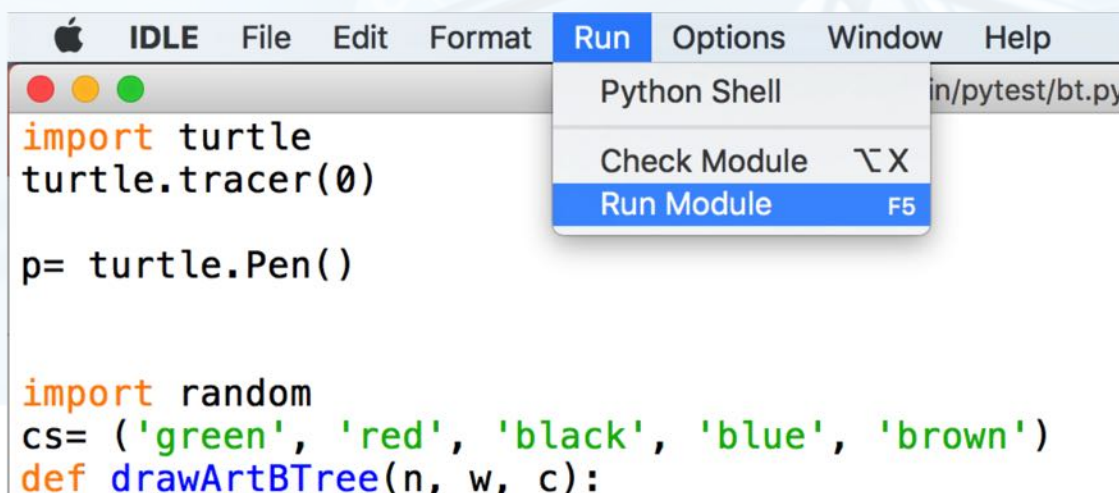 IDLE File Edit Format Run Options Window Help
Python Shell
in/pytest/bt.py
Check Module ⌥X
Run Module F5
import turtle
turtle.tracer(0)
p= turtle.Pen()
import random
cs= ('green', 'red', 'black', 'blue', 'brown')
def drawArtBTree(n, w, c):